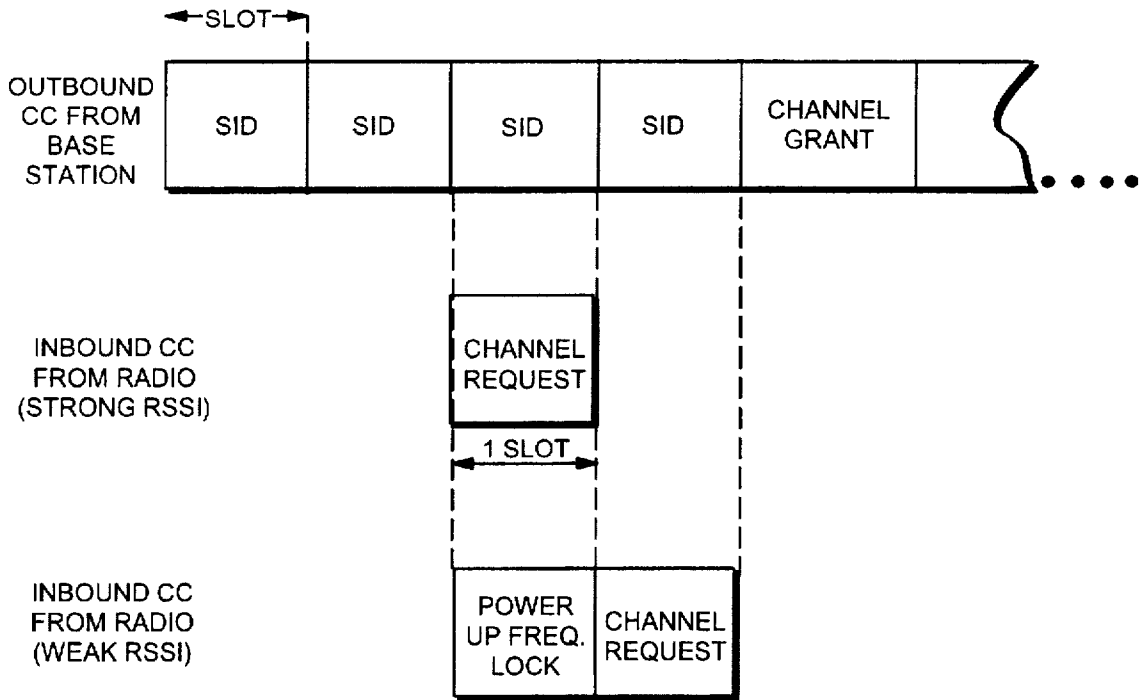 SLOT
OUTBOUND
CC FROM
BASE
STATION
SID
SID
SID
SID
CHANNEL
GRANT
INBOUND CC
FROM RADIO
(STRONG RSSI)
CHANNEL
REQUEST
1 SLOT
INBOUND CC
FROM RADIO
(WEAK RSSI)
POWER
UP FREQ.
LOCK
CHANNEL
REQUEST